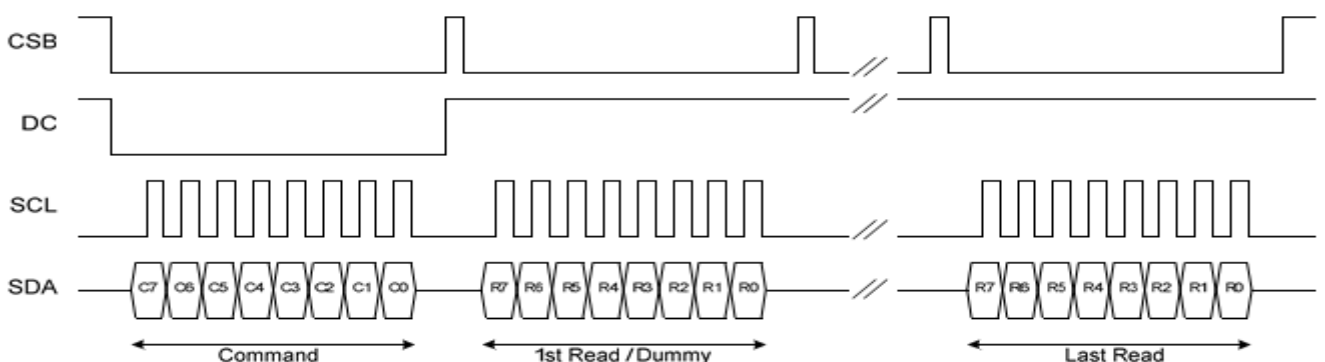 CSB
DC
SCL
SDA
C7 C6 C5 C4 C3 C2 C1 C0 R7 R6 R5 R4 R3 R2 R1 R0 R7 R6 R5 R4 R3 R2 R1 R0
Command 1st Read / Dummy Last Read